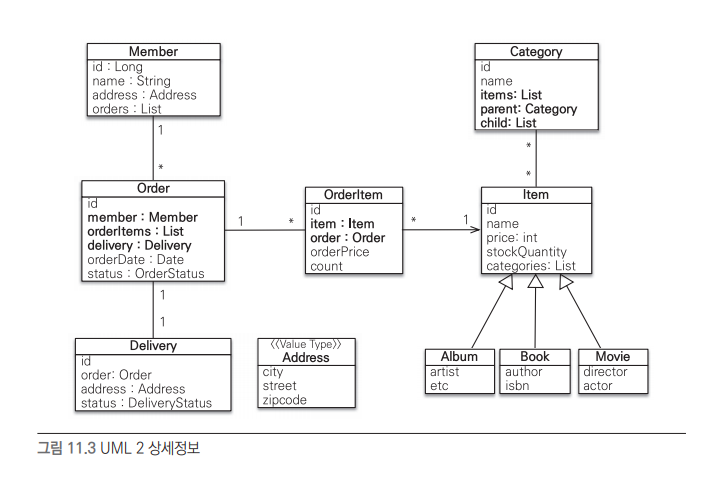 Member
id : Long
name : String
address : Address
orders : List
Category
id
name
items: List
parent: Category
child: List
1
*
*
*
Order
id
member : Member
orderItems : List
delivery : Delivery
orderDate : Date
status : OrderStatus
1
*
OrderItem
id
item : Item
order : Order
orderPrice
count
*
1
Item
id
name
price: int
stockQuantity
categories: List
1
1
Delivery
id
order: Order
address : Address
status : DeliveryStatus
《Value Type》
Address
city
street
zipcode
Album
artist
etc
Book
author
isbn
Movie
director
actor
그림 11.3 UML 2 상세정보